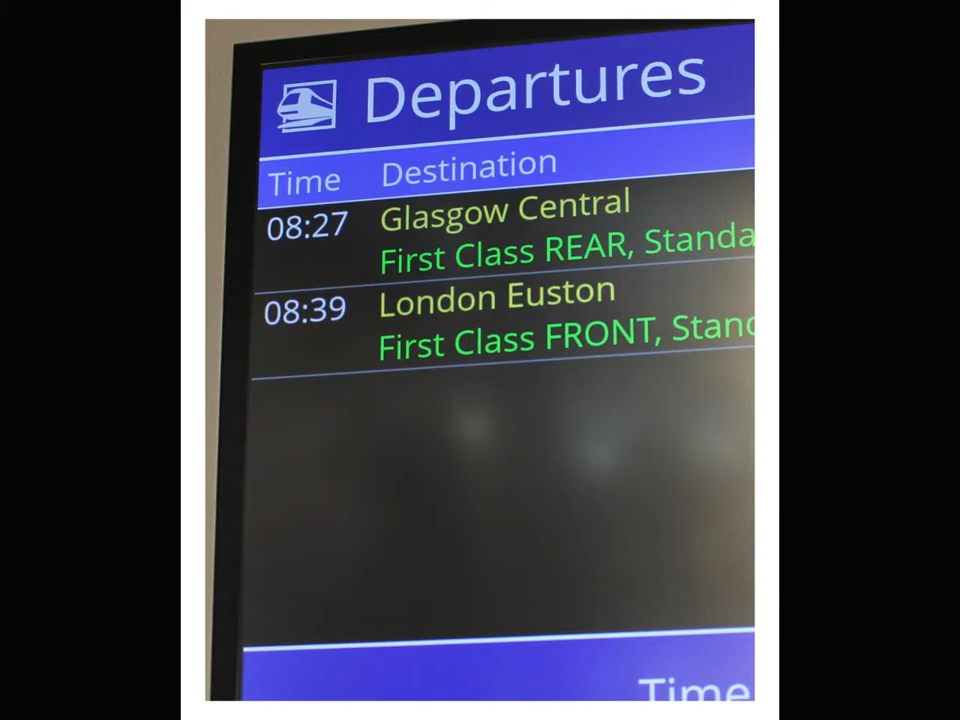 Departures
Time Destination
08:27 Glasgow Central
First Class REAR, Standa
08:39 London Euston
First Class FRONT, Stand
Time